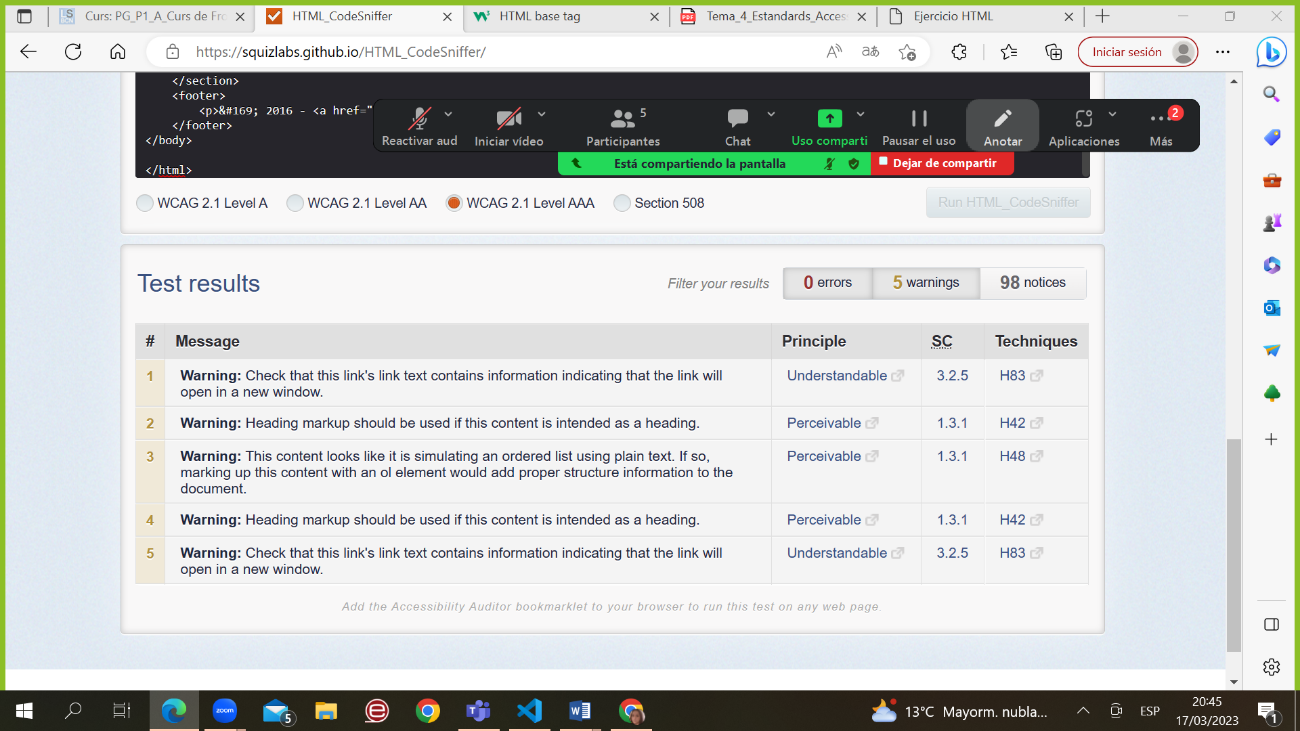 Curs: PG_P1_A_Curs de Fro
HTML_CodeSniffer
HTML base tag
Tema_4_Estandards_Acces
Ejercicio HTML
https://squizlabs.github.io/HTML_CodeSniffer/
Iniciar sesión
</section>
<footer>
<p>&#169; 2016 - <a href="
</footer>
</body>
</html>
5
2
Reactivar aud
Iniciar vídeo
Participantes
Chat
Uso comparti
Pausar el uso
Anotar
Aplicaciones
Más
Está compartiendo la pantalla
Dejar de compartir
WCAG 2.1 Level A
WCAG 2.1 Level AA
WCAG 2.1 Level AAA
Section 508
Run HTML_CodeSniffer
Test results
Filter your results
0 errors
5 warnings
98 notices
# Message Principle SC Techniques
1 Warning: Check that this link's link text contains information indicating that the link will Understandable 3.2.5 H83
open in a new window.
2 Warning: Heading markup should be used if this content is intended as a heading. Perceivable 1.3.1 H42
3 Warning: This content looks like it is simulating an ordered list using plain text. If so, Perceivable 1.3.1 H48
marking up this content with an ol element would add proper structure information to the
document.
4 Warning: Heading markup should be used if this content is intended as a heading. Perceivable 1.3.1 H42
5 Warning: Check that this link's link text contains information indicating that the link will Understandable 3.2.5 H83
open in a new window.
Add the Accessibility Auditor bookmarklet to your browser to run this test on any web page.
zoom
5
13°C Mayorm. nubla...
ESP
20:45
17/03/2023
1